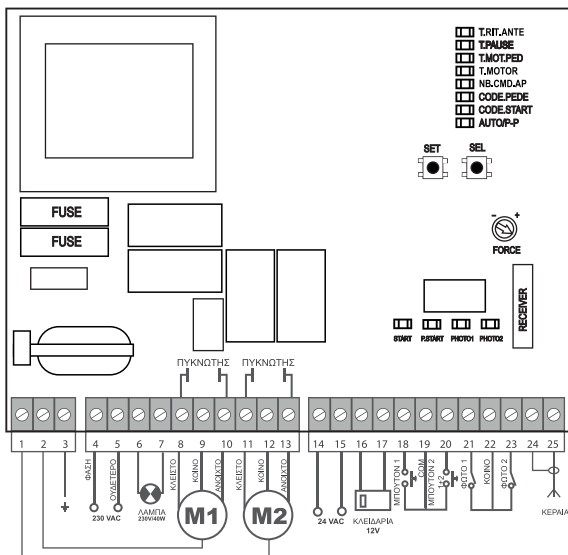 T.RIT.ANTE
T.PAUSE
T.MOT.PED
T.MOTOR
NB.CMD.AP
CODE.PEDE
CODE.START
AUTO/P-P
SET
SEL
FUSE
FUSE
- +
FORCE
RECEIVER
START P.START PHOTO1 PHOTO2
ΠΥΚΝΩΤΗΣ ΠΥΚΝΩΤΗΣ
1 2 3 4 5 6 7 8 9 10 11 12 13 14 15 16 17 18 19 20 21 22 23 24 25
ΦΑΣΗ
ΟΥΔΕΤΕΡΟ
230 VAC
ΛΑΜΠΑ
230V/40W
ΚΛΕΙΣΤΟ
ΚΟΙΝΟ
ΑΝΟΙΧΤΟ
M1
ΚΛΕΙΣΤΟ
ΚΟΙΝΟ
ΑΝΟΙΧΤΟ
M2
24 VAC
ΚΛΕΙΔΑΡΙΑ
12V
ΜΠΟΥΤΟΝ 1
COM
ΜΠΟΥΤΟΝ 2
1+2
ΦΩΤΟ 1
ΚΟΙΝΟ
ΦΩΤΟ 2
ΚΕΡΑΙΑ